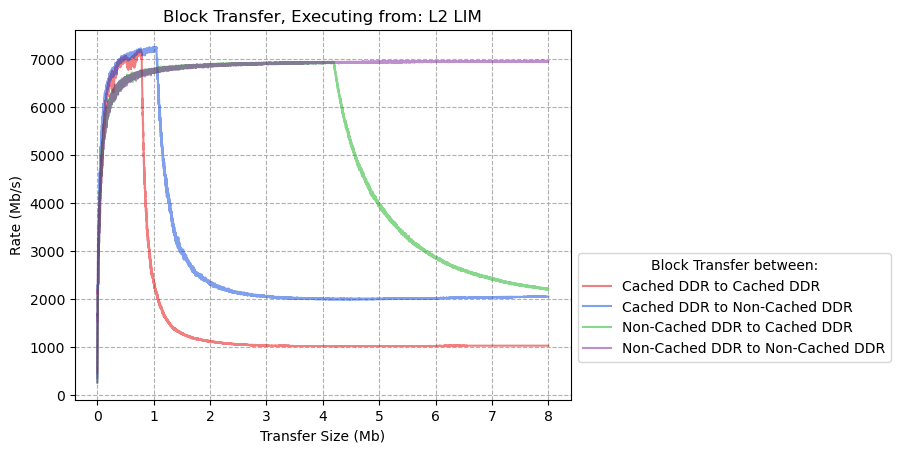 Block Transfer, Executing from: L2 LIM
7000
6000
5000
4000
3000
2000
1000
0
Rate (Mb/s)
0 1 2 3 4 5 6 7 8
Transfer Size (Mb)
Block Transfer between:
Cached DDR to Cached DDR
Cached DDR to Non-Cached DDR
Non-Cached DDR to Cached DDR
Non-Cached DDR to Non-Cached DDR